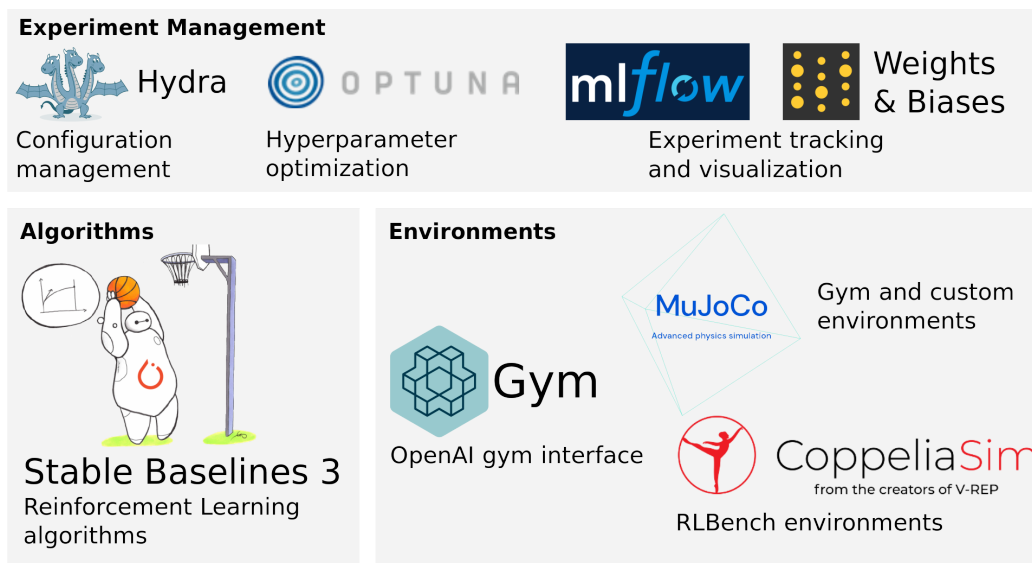 Experiment Management
Hydra
Configuration
management
OPTUNA
Hyperparameter
optimization
mlflow
Weights
& Biases
Experiment tracking
and visualization
Algorithms
Stable Baselines 3
Reinforcement Learning
algorithms
Environments
Gym
OpenAI gym interface
MuJoCo
Advanced physics simulation
Gym and custom
environments
CoppeliaSim
from the creators of V-REP
RLBench environments